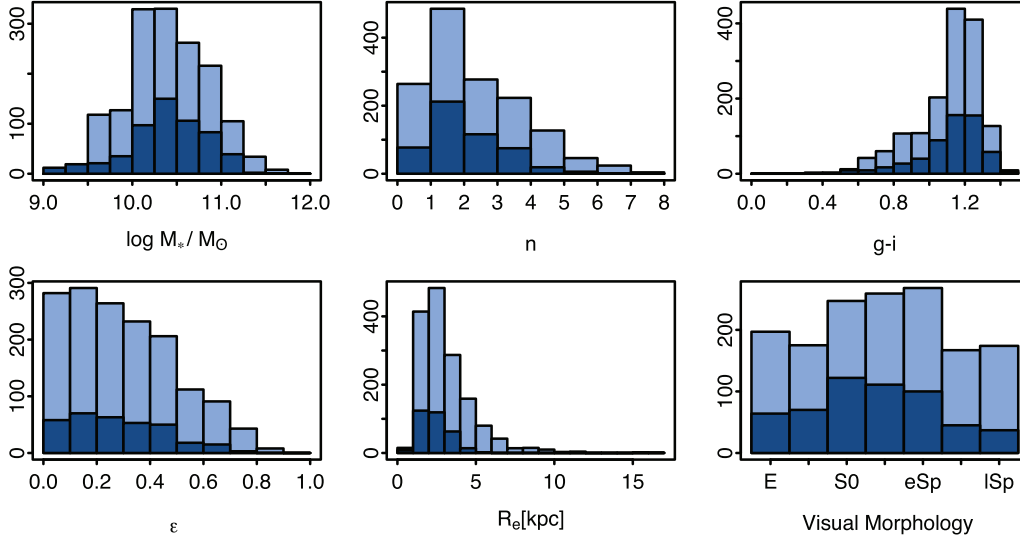 0 100 300
9.0 10.0 11.0 12.0
log M*/ M⊙
0 200 400
0 1 2 3 4 5 6 7 8
n
0 200 400
0.0 0.4 0.8 1.2
g-i
0 100 200 300
0.0 0.2 0.4 0.6 0.8 1.0
ε
0 200 400
0 5 10 15
Re[kpc]
0 100 200
E S0 eSp lSp
Visual Morphology